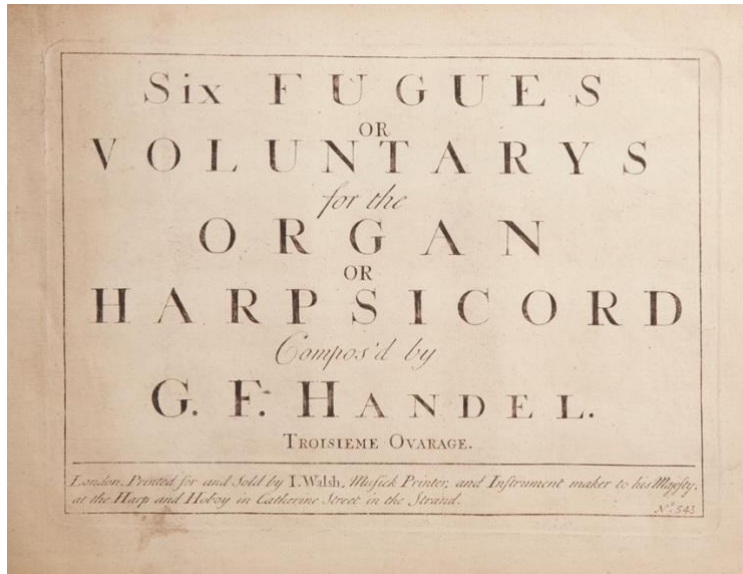 Six FUGUES
OR
VOLUNTARYS
for the
ORGAN
OR
HARPSICORD
Compos'd by
G. F. HANDEL.
TROISIEME OVARAGE.
London. Printed for and Sold by I. Walsh, Musick Printer, and Instrument maker to his Majesty,
at the Harp and Hoboy in Catherine Street in the Strand.
No. 543